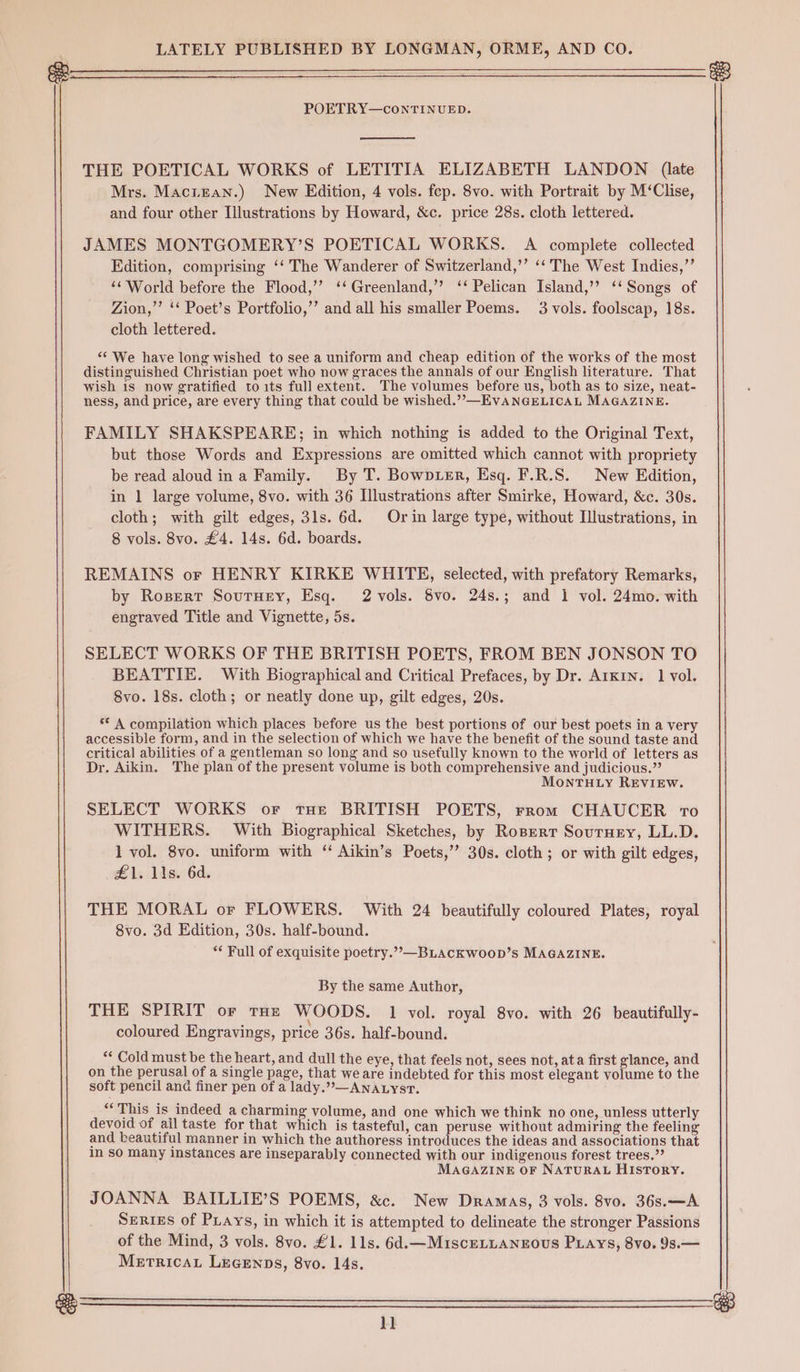 LATELY PUBLISHED BY LONGMAN, ORME, AND CO.
POETRY—CONTINUED.
THE POETICAL WORKS of LETITIA ELIZABETH LANDON (late
Mrs. MACLEAN.) New Edition, 4 vols. fcp. 8vo. with Portrait by M‘Clise,
and four other Illustrations by Howard, &c. price 28s. cloth lettered.
JAMES MONTGOMERY’S POETICAL WORKS. A complete collected
Edition, comprising “The Wanderer of Switzerland,” “The West Indies,”
“World before the Flood,” “Greenland,” “Pelican Island,” “Songs of
Zion,” “Poet’s Portfolio,” and all his smaller Poems. 3 vols. foolscap, 18s.
cloth lettered.
“We have long wished to see a uniform and cheap edition of the works of the most
distinguished Christian poet who now graces the annals of our English literature. That
wish is now gratified to its full extent. The volumes before us, both as to size, neat-
ness, and price, are every thing that could be wished.”—EVANGELICAL MAGAZINE.
FAMILY SHAKSPEARE; in which nothing is added to the Original Text,
but those Words and Expressions are omitted which cannot with propriety
be read aloud in a Family. By T. BOWDLER, Esq. F.R.S. New Edition,
in 1 large volume, 8vo. with 36 Illustrations after Smirke, Howard, &c. 30s.
cloth; with gilt edges, 31s. 6d. Or in large type, without Illustrations, in
8 vols. 8vo. £4. 14s. 6d. boards.
REMAINS OF HENRY KIRKE WHITE, selected, with prefatory Remarks,
by ROBERT SOUTHEY, Esq. 2 vols. 8vo. 24s.; and 1 vol. 24mo. with
engraved Title and Vignette, 5s.
SELECT WORKS OF THE BRITISH POETS, FROM BEN JONSON TO
BEATTIE. With Biographical and Critical Prefaces, by Dr. AIKIN. 1 vol.
8vo. 18s. cloth; or neatly done up, gilt edges, 20s.
“A compilation which places before us the best portions of our best poets in a very
accessible form, and in the selection of which we have the benefit of the sound taste and
critical abilities of a gentleman so long and so usefully known to the world of letters as
Dr. Aikin. The plan of the present volume is both comprehensive and judicious.”
MONTHLY REVIEW.
SELECT WORKS OF THE BRITISH POETS, FROM CHAUCER TO
WITHERS. With Biographical Sketches, by ROBERT SOUTHEY, LL.D.
1 vol. 8vo. uniform with “Aikin’s Poets,” 30s. cloth; or with gilt edges,
£1. 11s. 6d.
THE MORAL OF FLOWERS. With 24 beautifully coloured Plates, royal
8vo. 3d Edition, 30s. half-bound.
“Full of exquisite poetry.”—BLACKWOOD’S MAGAZINE.
By the same Author,
THE SPIRIT OF THE WOODS. 1 vol. royal 8vo. with 26 beautifully-
coloured Engravings, price 36s. half-bound.
“Cold must be the heart, and dull the eye, that feels not, sees not, at a first glance, and
on the perusal of a single page, that we are indebted for this most elegant volume to the
soft pencil and finer pen of a lady.”—ANALYST.
“This is indeed a charming volume, and one which we think no one, unless utterly
devoid of all taste for that which is tasteful, can peruse without admiring the feeling
and beautiful manner in which the authoress introduces the ideas and associations that
in so many instances are inseparably connected with our indigenous forest trees.”
MAGAZINE OF NATURAL HISTORY.
JOANNA BAILLIE’S POEMS, &c. New DRAMAS, 3 vols. 8vo. 36s.—A
SERIES of PLAYS, in which it is attempted to delineate the stronger Passions
of the Mind, 3 vols. 8vo. £1. 11s. 6d.—MISCELLANEOUS PLAYS, 8vo. 9s.—
METRICAL LEGENDS, 8vo. 14s.
11